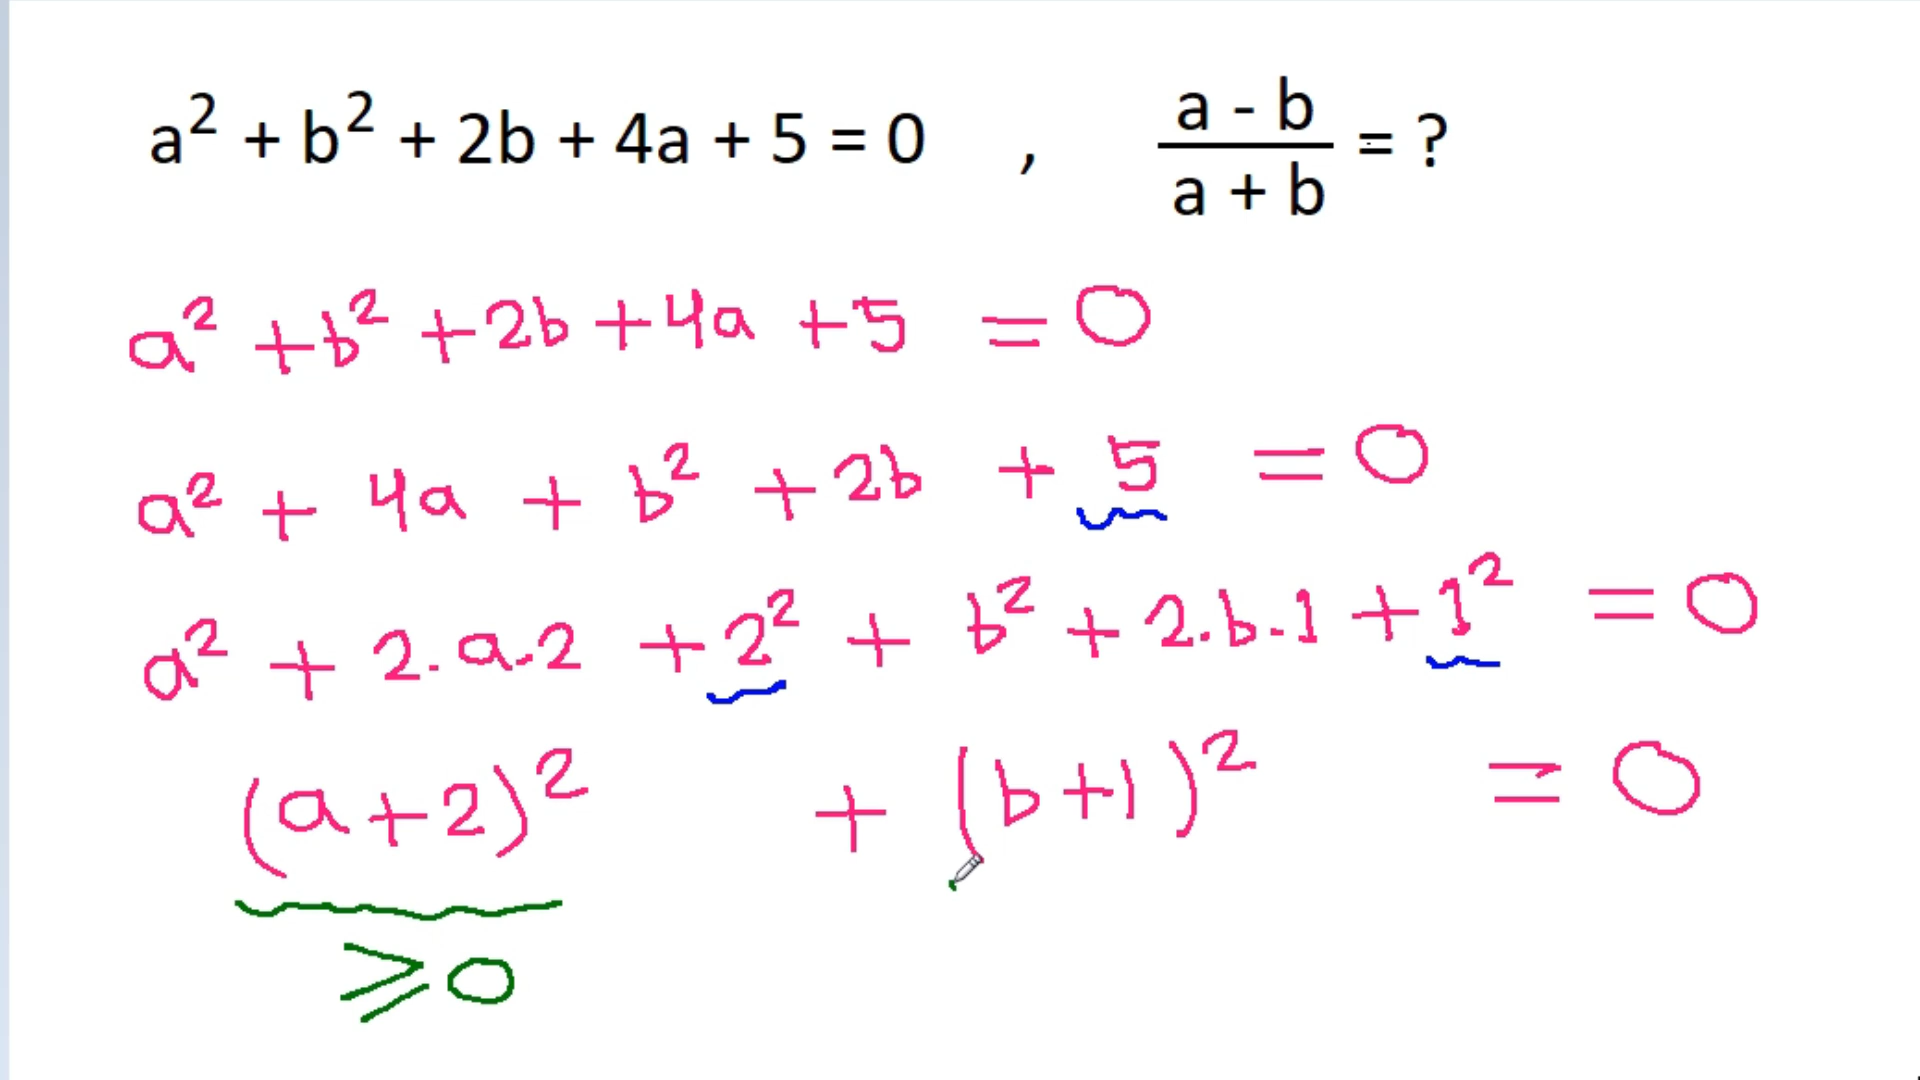 a² + b² + 2b + 4a + 5 = 0 , (a - b)/(a + b) = ?
a² + b² + 2b + 4a + 5 = 0
a² + 4a + b² + 2b + 5 = 0
a² + 2.a.2 + 2² + b² + 2.b.1 + 1² = 0
(a+2)² + (b+1)² = 0
⩾0